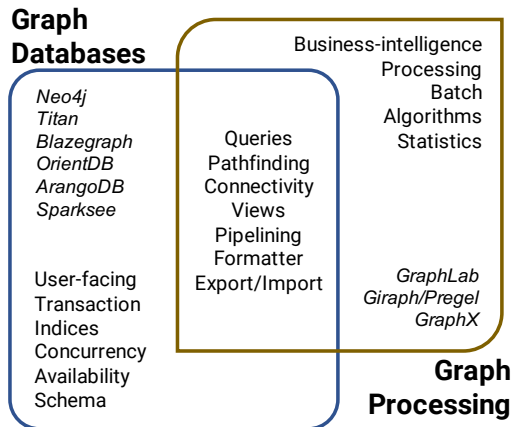 Graph
Databases
Neo4j
Titan
Blazegraph
OrientDB
ArangoDB
Sparksee
User-facing
Transaction
Indices
Concurrency
Availability
Schema
Queries
Pathfinding
Connectivity
Views
Pipelining
Formatter
Export/Import
Business-intelligence
Processing
Batch
Algorithms
Statistics
GraphLab
Giraph/Pregel
GraphX
Graph
Processing